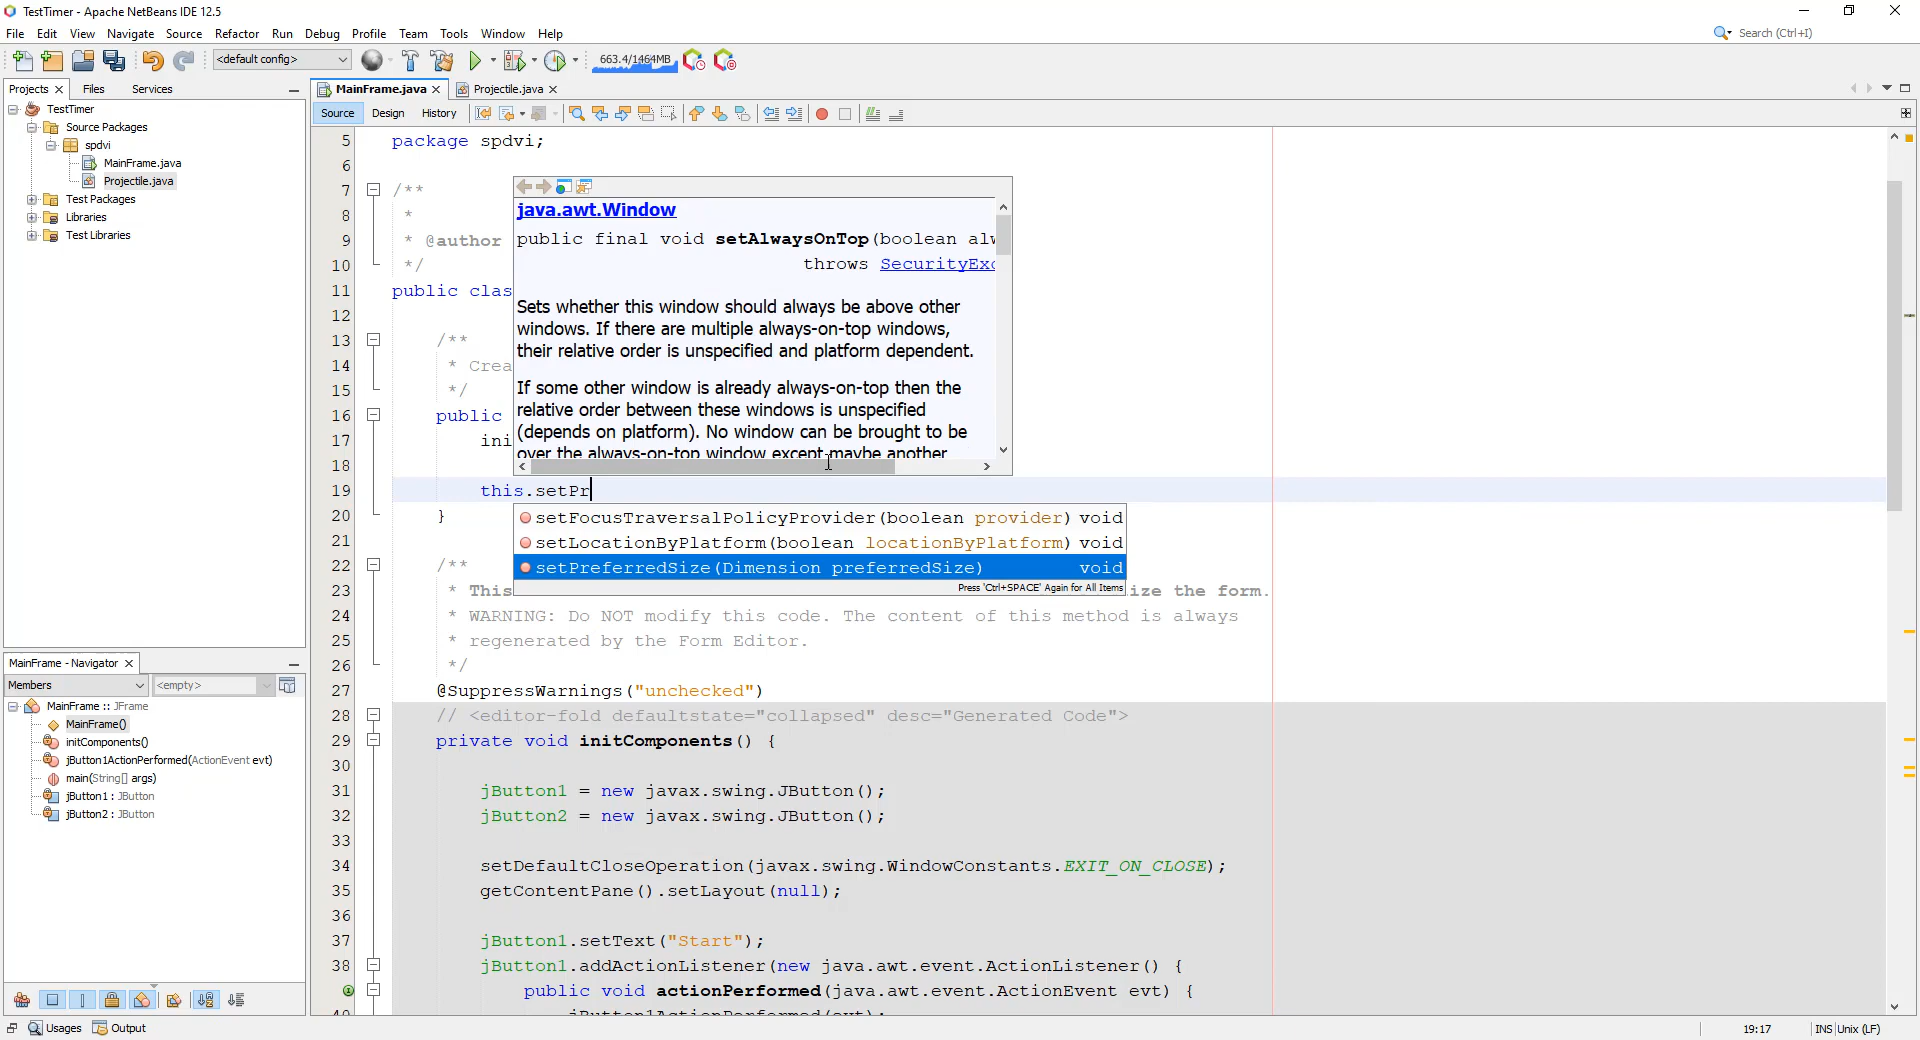 TestTimer - Apache NetBeans IDE 12.5
File Edit View Navigate Source Refactor Run Debug Profile Team Tools Window Help
Search (Ctrl+I)
<default config>
663.4/1464MB
Projects
Files
Services
MainFrame.java
Projectile.java
TestTimer
Source Packages
spdvi
MainFrame.java
Projectile.java
Test Packages
Libraries
Test Libraries
Source
Design
History
5 package spdvi;
6
7 /**
8 *
9 * @author
10 */
11 public clas
12
13 /**
14 * Crea
15 */
16 public
17 ini
18
19 this.setPr
20 }
21
22 /**
23 * This ize the form.
24 * WARNING: Do NOT modify this code. The content of this method is always
25 * regenerated by the Form Editor.
26 */
27 @SuppressWarnings("unchecked")
28 // <editor-fold defaultstate="collapsed" desc="Generated Code">
29 private void initComponents() {
30
31 jButton1 = new javax.swing.JButton();
32 jButton2 = new javax.swing.JButton();
33
34 setDefaultCloseOperation(javax.swing.WindowConstants.EXIT_ON_CLOSE);
35 getContentPane().setLayout(null);
36
37 jButton1.setText("Start");
38 jButton1.addActionListener(new java.awt.event.ActionListener() {
public void actionPerformed(java.awt.event.ActionEvent evt) {
java.awt.Window
public final void setAlwaysOnTop(boolean alw
throws SecurityExc
Sets whether this window should always be above other
windows. If there are multiple always-on-top windows,
their relative order is unspecified and platform dependent.
If some other window is already always-on-top then the
relative order between these windows is unspecified
(depends on platform). No window can be brought to be
over the always-on-top window except maybe another
setFocusTraversalPolicyProvider(boolean provider) void
setLocationByPlatform(boolean locationByPlatform) void
setPreferredSize(Dimension preferredSize) void
Press 'Ctrl+SPACE' Again for All Items
MainFrame - Navigator
Members
<empty>
MainFrame :: JFrame
MainFrame()
initComponents()
jButton1ActionPerformed(ActionEvent evt)
main(String[] args)
jButton1 : JButton
jButton2 : JButton
Usages
Output
19:17
INS
Unix (LF)